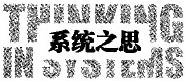 THINKING
系统之思
IN SYSTEMS